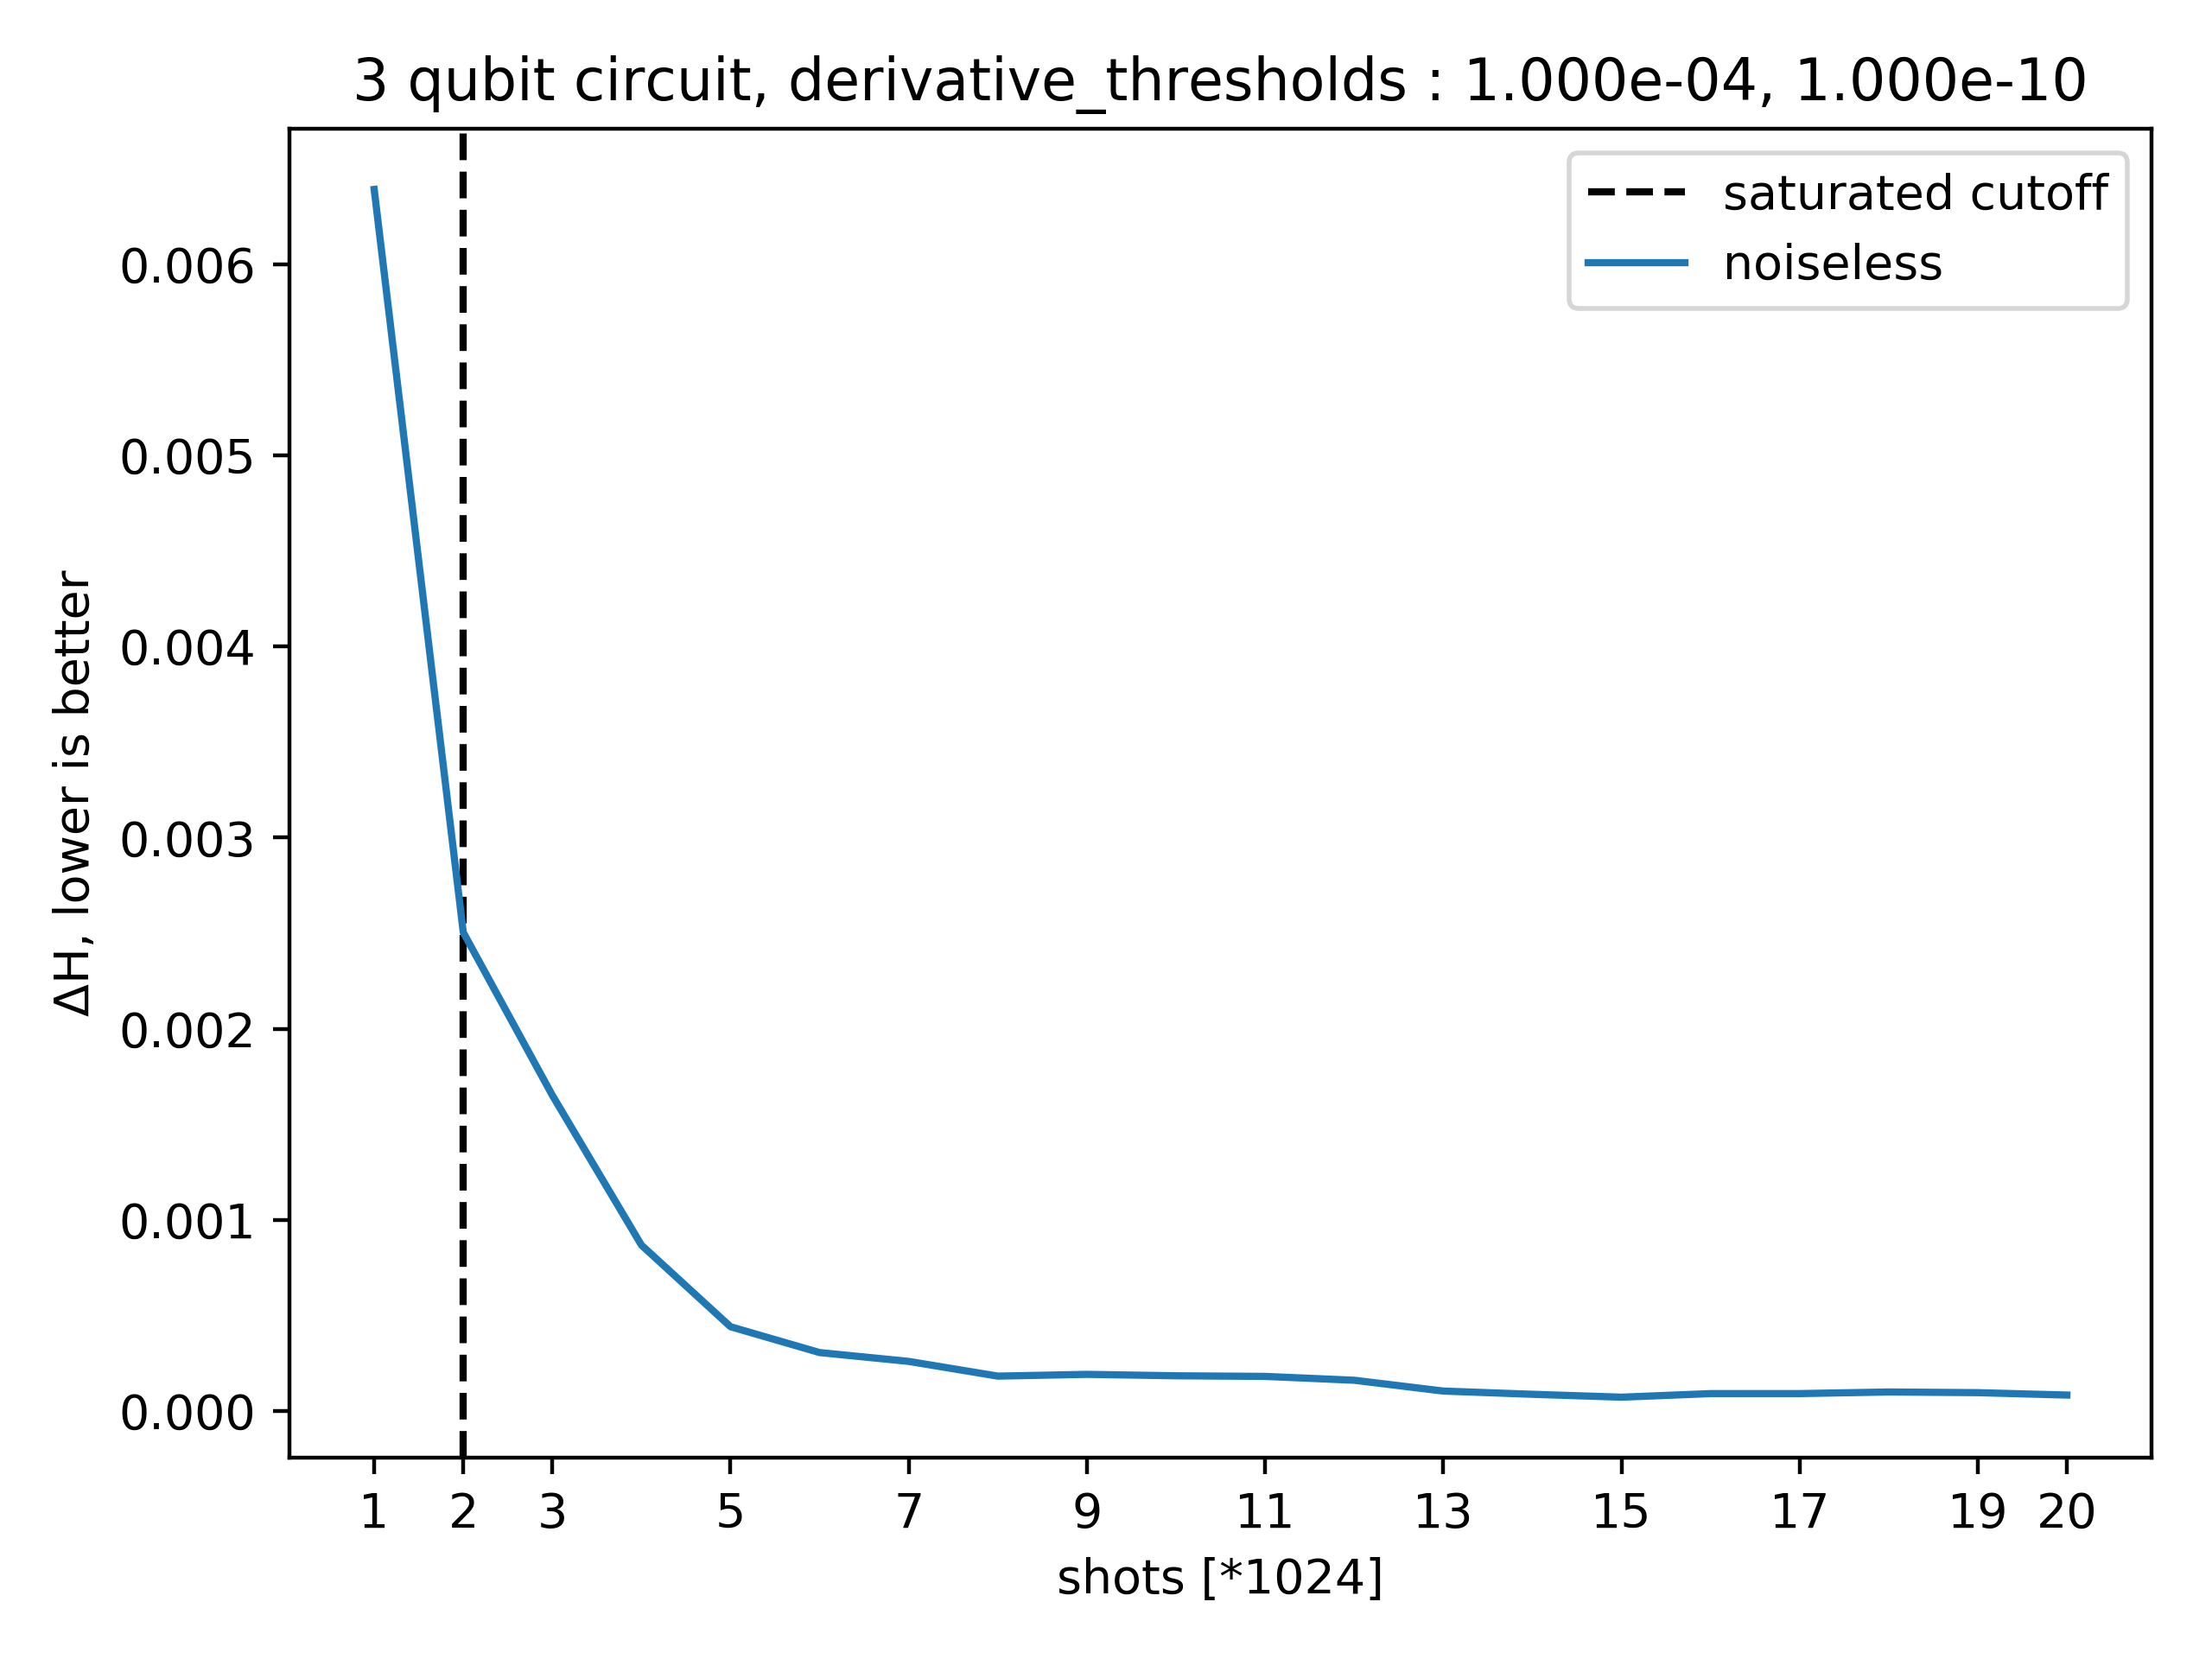 3 qubit circuit, derivative_thresholds : 1.000e-04, 1.000e-10
saturated cutoff
noiseless
0.006
0.005
0.004
0.003
0.002
0.001
0.000
ΔH, lower is better
1 2 3 5 7 9 11 13 15 17 19 20
shots [*1024]